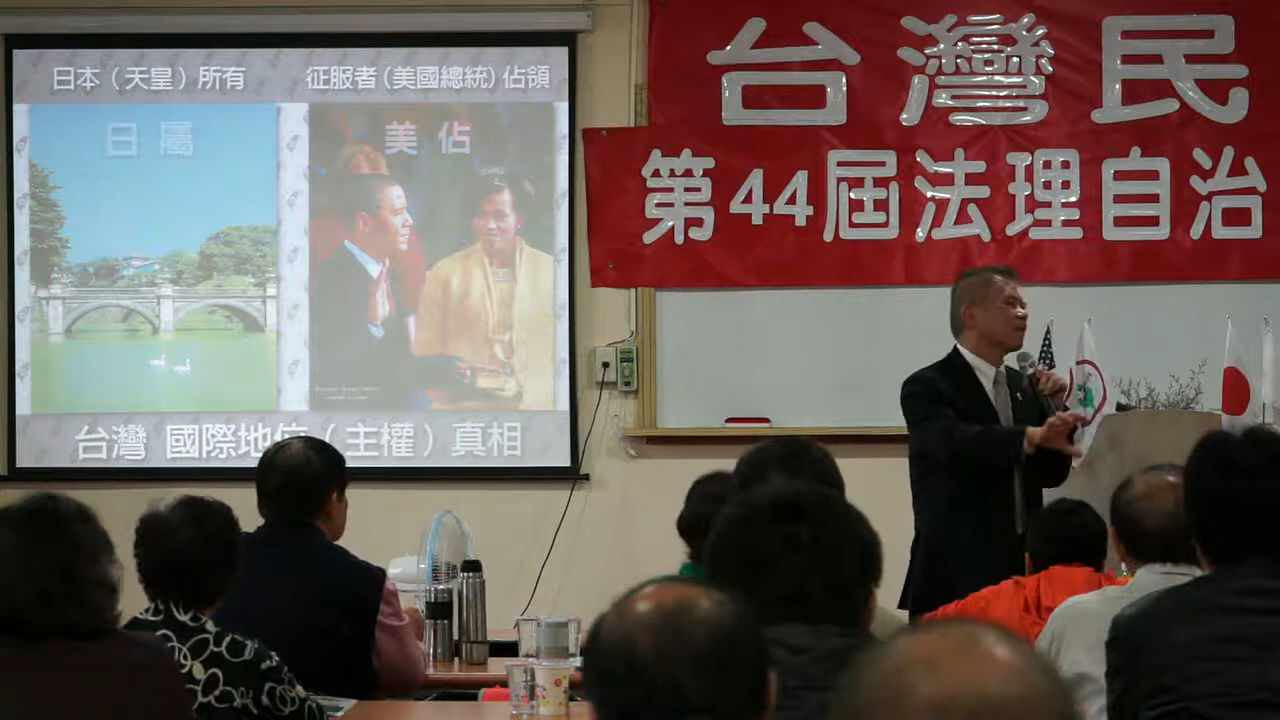 日本（天皇）所有
征服者（美國總統）佔領
日屬
美佔
台灣 國際地位（主權）真相
台灣民
第44屆法理自治